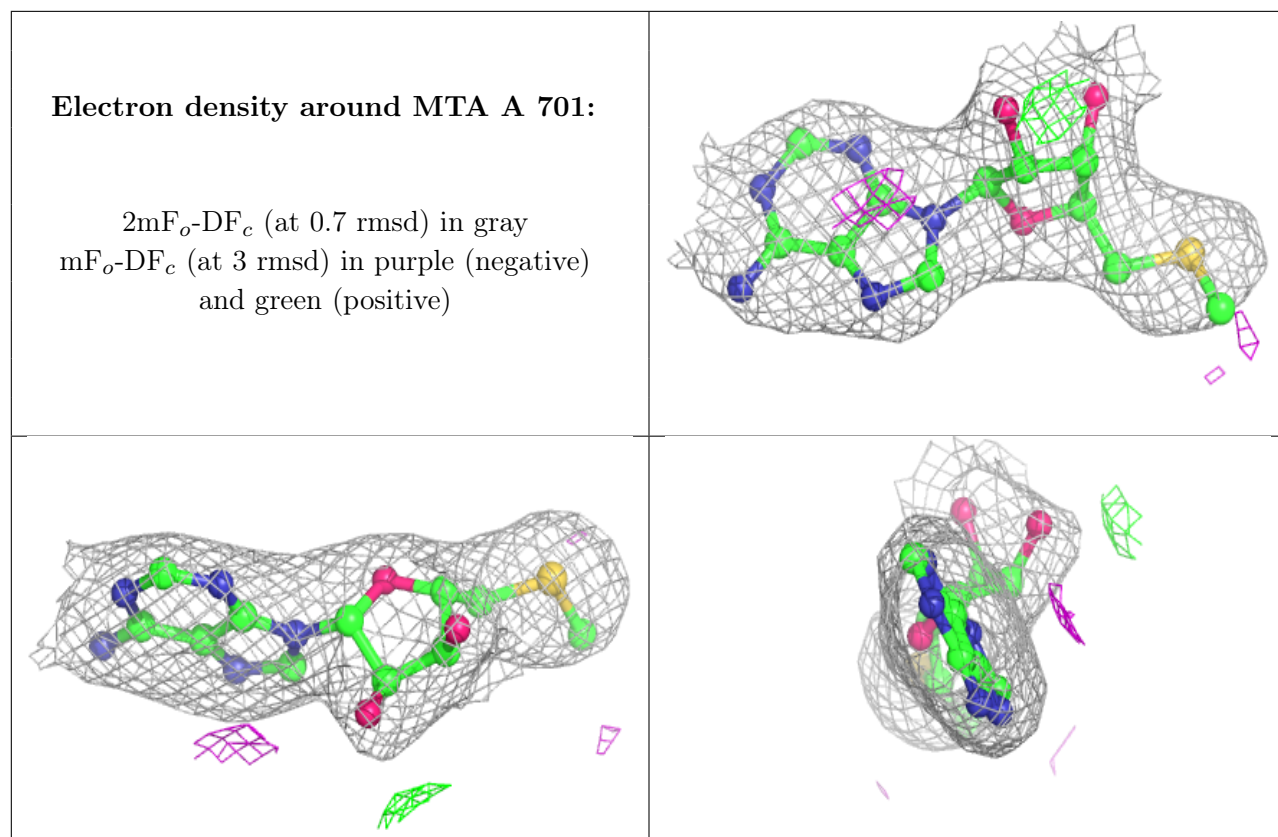 Electron density around MTA A 701:
2mFₒ-DF𝒸 (at 0.7 rmsd) in gray
mFₒ-DF𝒸 (at 3 rmsd) in purple (negative)
and green (positive)